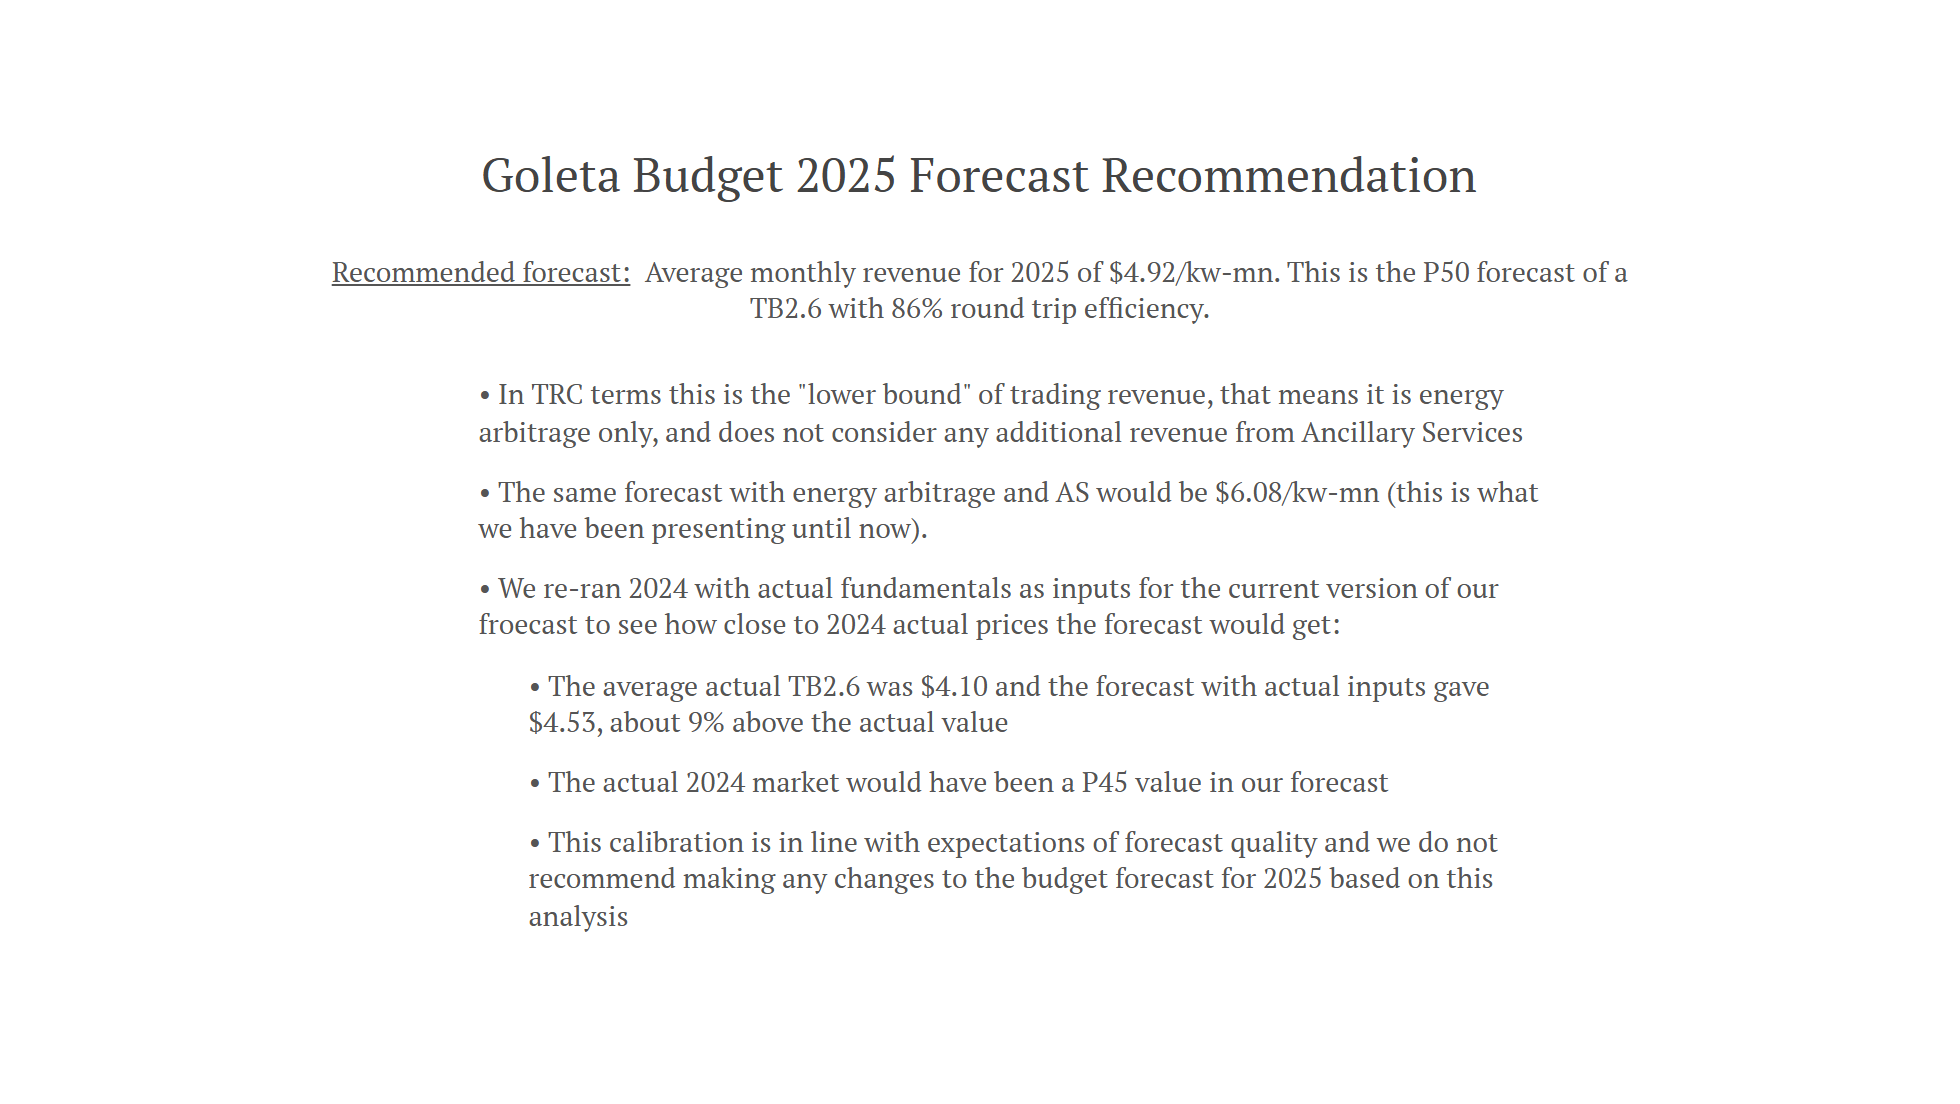 Goleta Budget 2025 Forecast Recommendation
Recommended forecast: Average monthly revenue for 2025 of $4.92/kw-mn. This is the P50 forecast of a
TB2.6 with 86% round trip efficiency.
• In TRC terms this is the "lower bound" of trading revenue, that means it is energy
arbitrage only, and does not consider any additional revenue from Ancillary Services
• The same forecast with energy arbitrage and AS would be $6.08/kw-mn (this is what
we have been presenting until now).
• We re-ran 2024 with actual fundamentals as inputs for the current version of our
froecast to see how close to 2024 actual prices the forecast would get:
• The average actual TB2.6 was $4.10 and the forecast with actual inputs gave
$4.53, about 9% above the actual value
• The actual 2024 market would have been a P45 value in our forecast
• This calibration is in line with expectations of forecast quality and we do not
recommend making any changes to the budget forecast for 2025 based on this
analysis